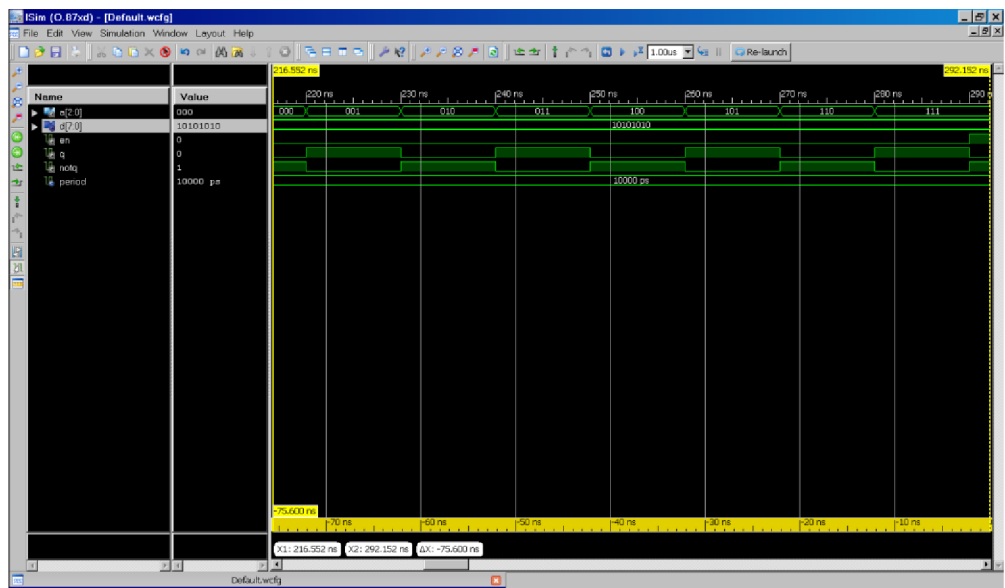 ISim (O.87xd) - [Default.wcfg]
File Edit View Simulation Window Layout Help
1.00us Re-launch
216.552 ns 292.152 ns
Name Value
220 ns 230 ns 240 ns 250 ns 260 ns 270 ns 280 ns 290
a[2:0] 000 000 001 010 011 100 101 110 111
d[7:0] 10101010 10101010
en 0
q 0
notq 1
period 10000 ps 10000 ps
-75.600 ns
-70 ns -60 ns -50 ns -40 ns -30 ns -20 ns -10 ns
X1: 216.552 ns X2: 292.152 ns ΔX: -75.600 ns
Default.wcfg